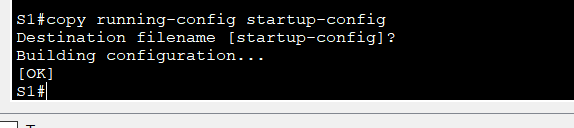 S1#copy running-config startup-config
Destination filename [startup-config]?
Building configuration...
[OK]
S1#